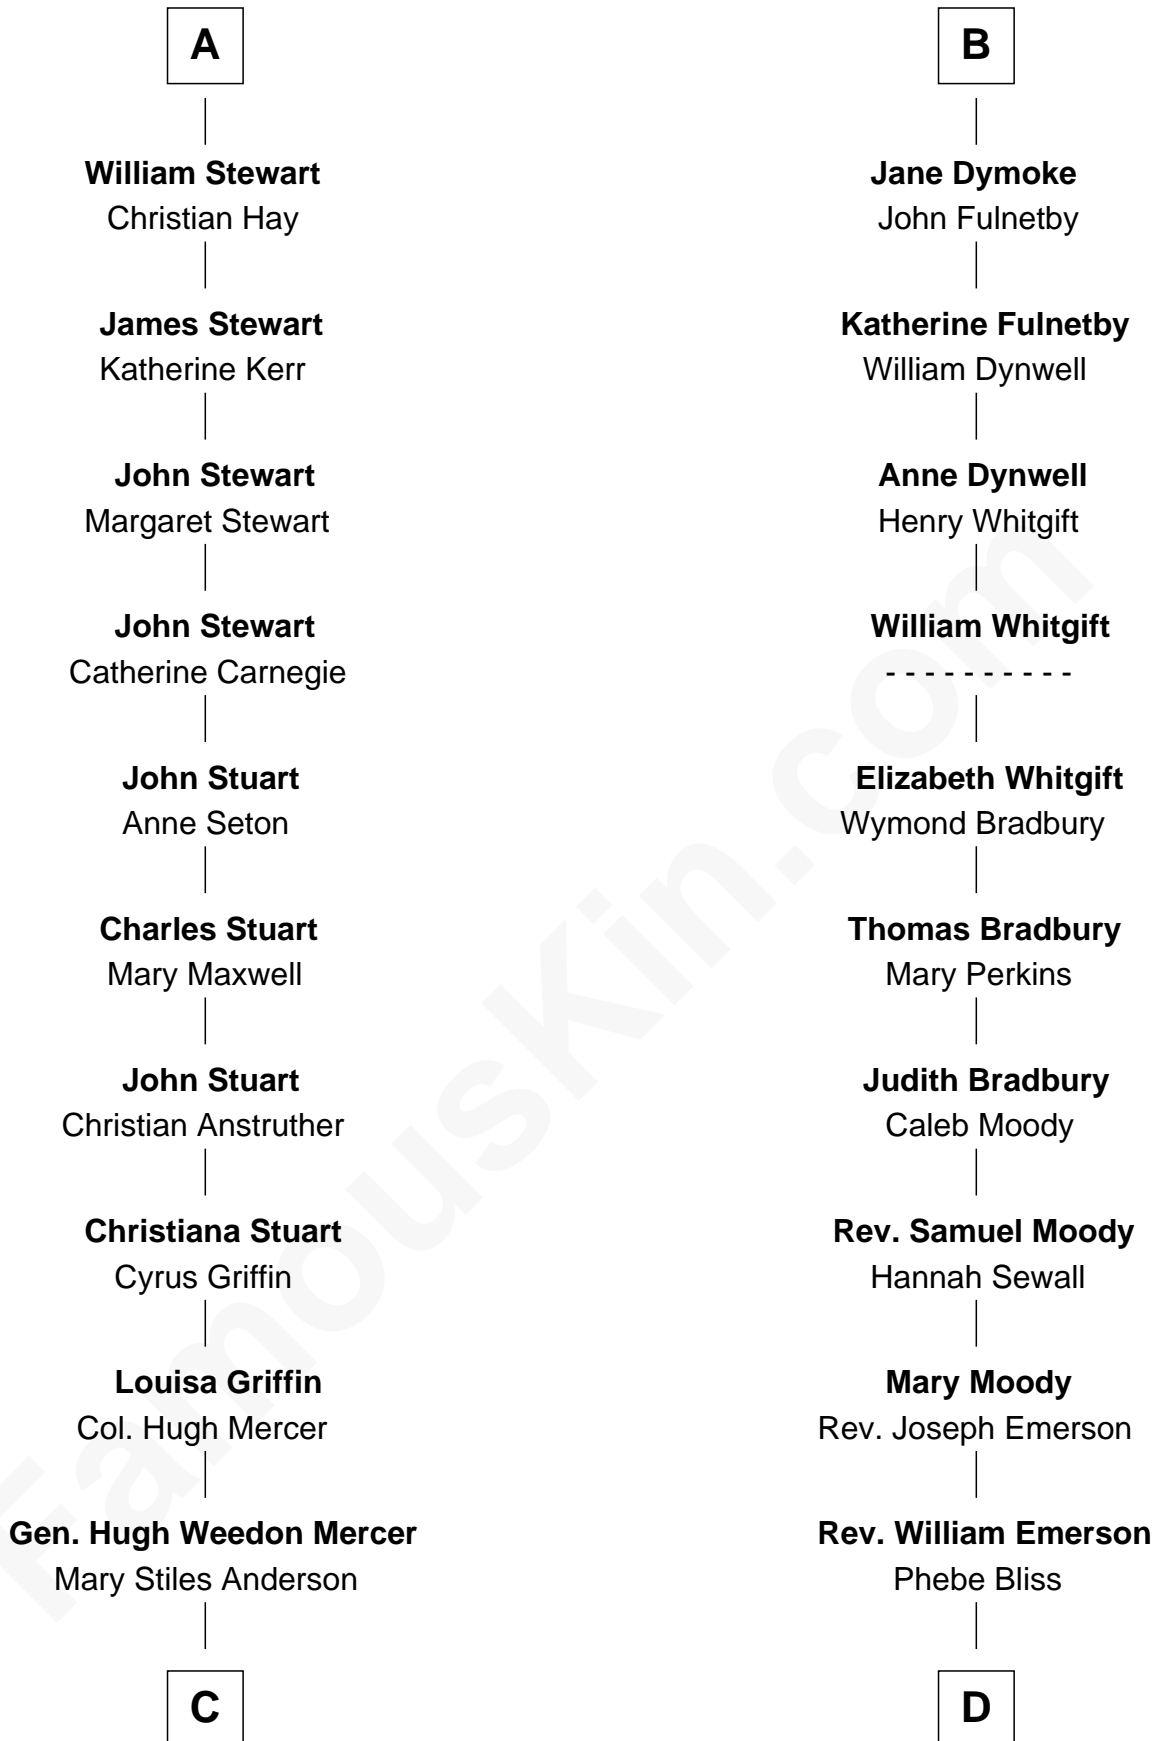 A
William Stewart
Christian Hay
James Stewart
Katherine Kerr
John Stewart
Margaret Stewart
John Stewart
Catherine Carnegie
John Stuart
Anne Seton
Charles Stuart
Mary Maxwell
John Stuart
Christian Anstruther
Christiana Stuart
Cyrus Griffin
Louisa Griffin
Col. Hugh Mercer
Gen. Hugh Weedon Mercer
Mary Stiles Anderson
C
B
Jane Dymoke
John Fulnetby
Katherine Fulnetby
William Dynwell
Anne Dynwell
Henry Whitgift
William Whitgift
- - - - - - - - - -
Elizabeth Whitgift
Wymond Bradbury
Thomas Bradbury
Mary Perkins
Judith Bradbury
Caleb Moody
Rev. Samuel Moody
Hannah Sewall
Mary Moody
Rev. Joseph Emerson
Rev. William Emerson
Phebe Bliss
D
FamousKin.com